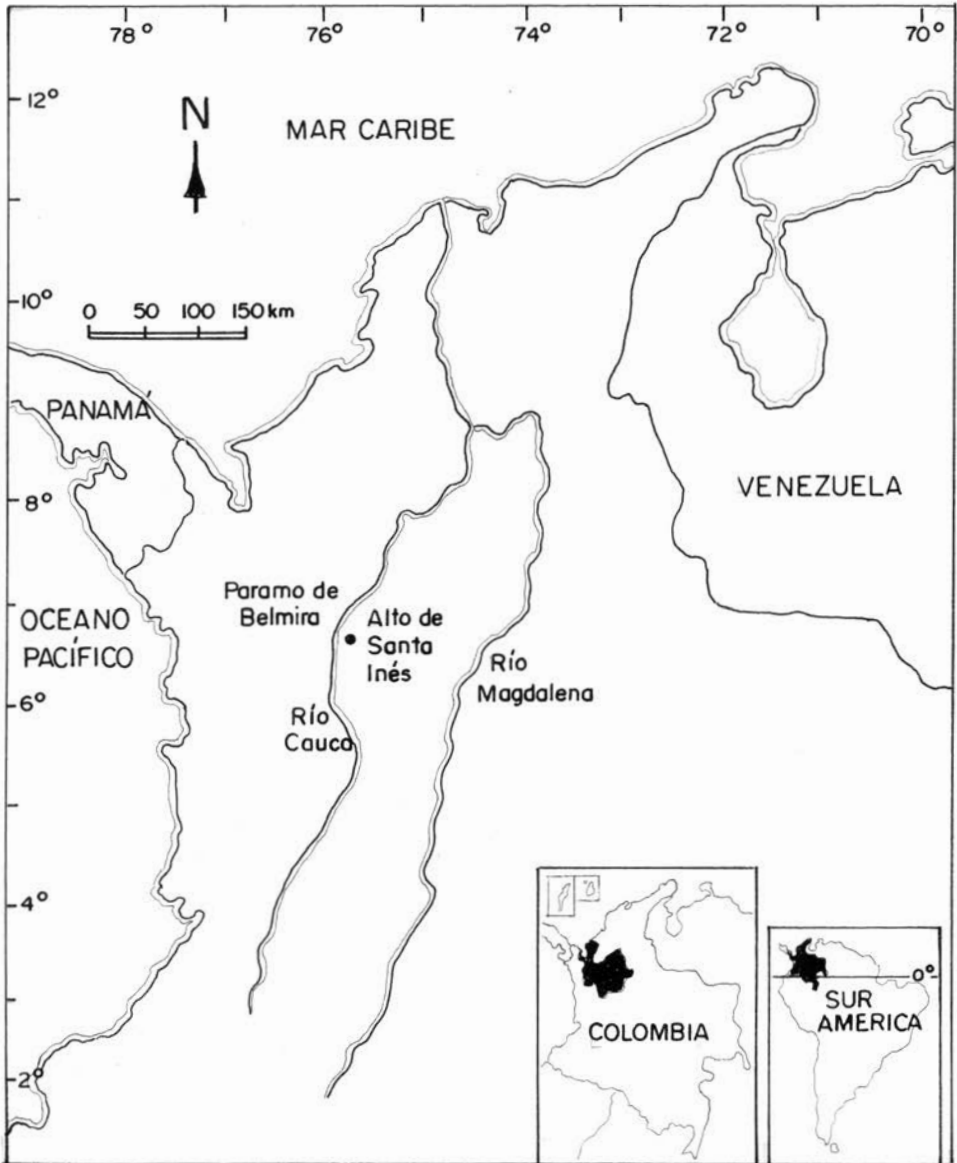 78° 76° 74° 72° 70°
12°
N
MAR CARIBE
10°
0 50 100 150 km
PANAMÁ
8°
VENEZUELA
Paramo de
Belmira
Alto de
Santa
Inés
OCEANO
PACÍFICO
Río
Magdalena
6°
Río
Cauca
4°
2°
COLOMBIA
0°
SUR
AMERICA